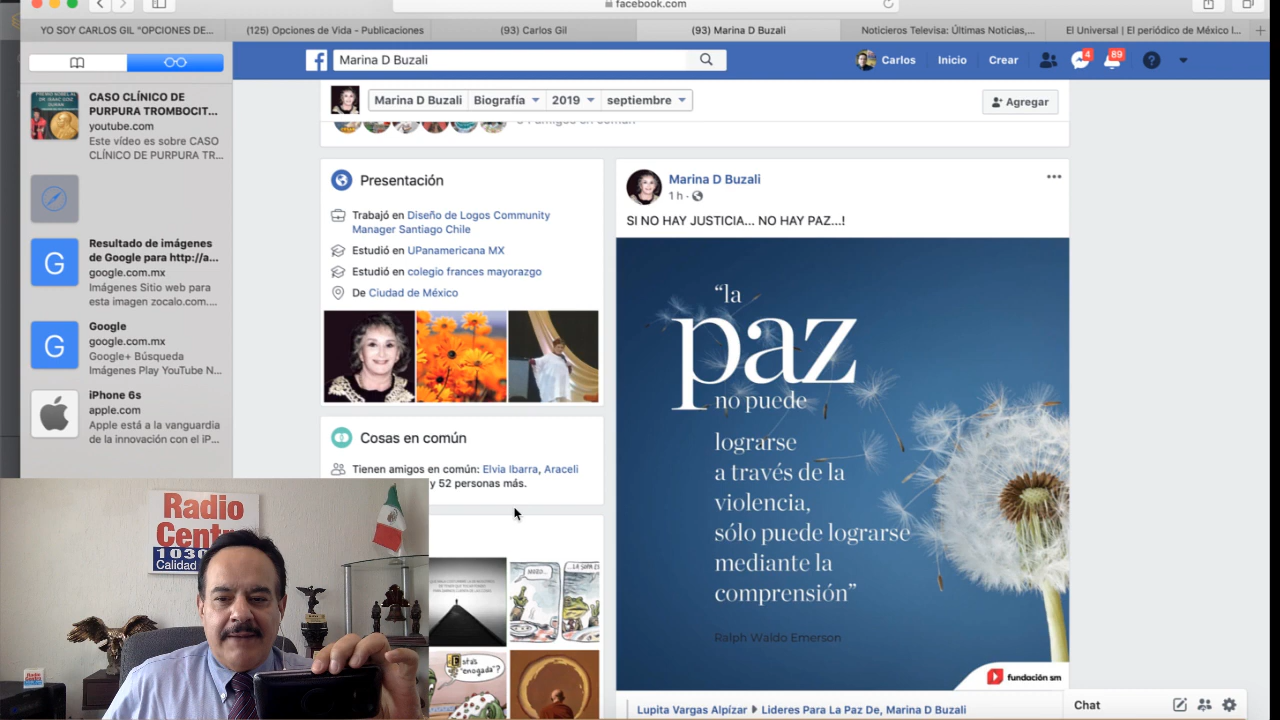 facebook.com
YO SOY CARLOS GIL "OPCIONES DE...
(125) Opciones de Vida - Publicaciones
(93) Carlos Gil
(93) Marina D Buzali
Noticieros Televisa: Últimas Noticias,...
El Universal | El periódico de México l...
Marina D Buzali
Carlos
Inicio
Crear
4
89
Marina D Buzali
Biografía
2019
septiembre
Agregar
CASO CLÍNICO DE
PURPURA TROMBOCIT...
youtube.com
Este vídeo es sobre CASO
CLÍNICO DE PURPURA TR...
Resultado de imágenes
de Google para http://a...
google.com.mx
Imágenes Sitio web para
esta imagen zocalo.com....
G
Google
google.com.mx
Google+ Búsqueda
Imágenes Play YouTube N...
G
iPhone 6s
apple.com
Apple está a la vanguardia
de la innovación con el iP...
Presentación
Trabajó en Diseño de Logos Community
Manager Santiago Chile
Estudió en UPanamericana MX
Estudió en colegio frances mayorazgo
De Ciudad de México
Cosas en común
Tienen amigos en común: Elvia Ibarra, Araceli
y 52 personas más.
Marina D Buzali
1 h ·
SI NO HAY JUSTICIA... NO HAY PAZ...!
“la
paz
no puede
lograrse
a través de la
violencia,
sólo puede lograrse
mediante la
comprensión”
Ralph Waldo Emerson
fundación sm
Lupita Vargas Alpízar
Lideres Para La Paz De, Marina D Buzali
Chat
Radio
Centro
1030
Calidad
Estas
"enogada"?